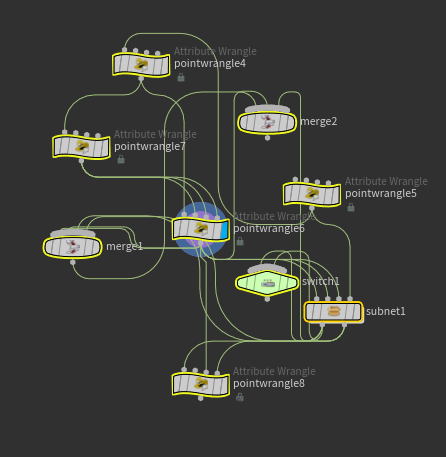 Attribute Wrangle
pointwrangle4
merge2
Attribute Wrangle
pointwrangle7
Attribute Wrangle
pointwrangle5
Attribute Wrangle
pointwrangle6
merge1
switch1
subnet1
Attribute Wrangle
pointwrangle8